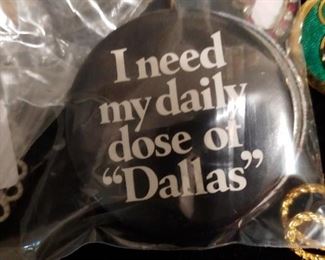 I need
my daily
dose of
“Dallas”